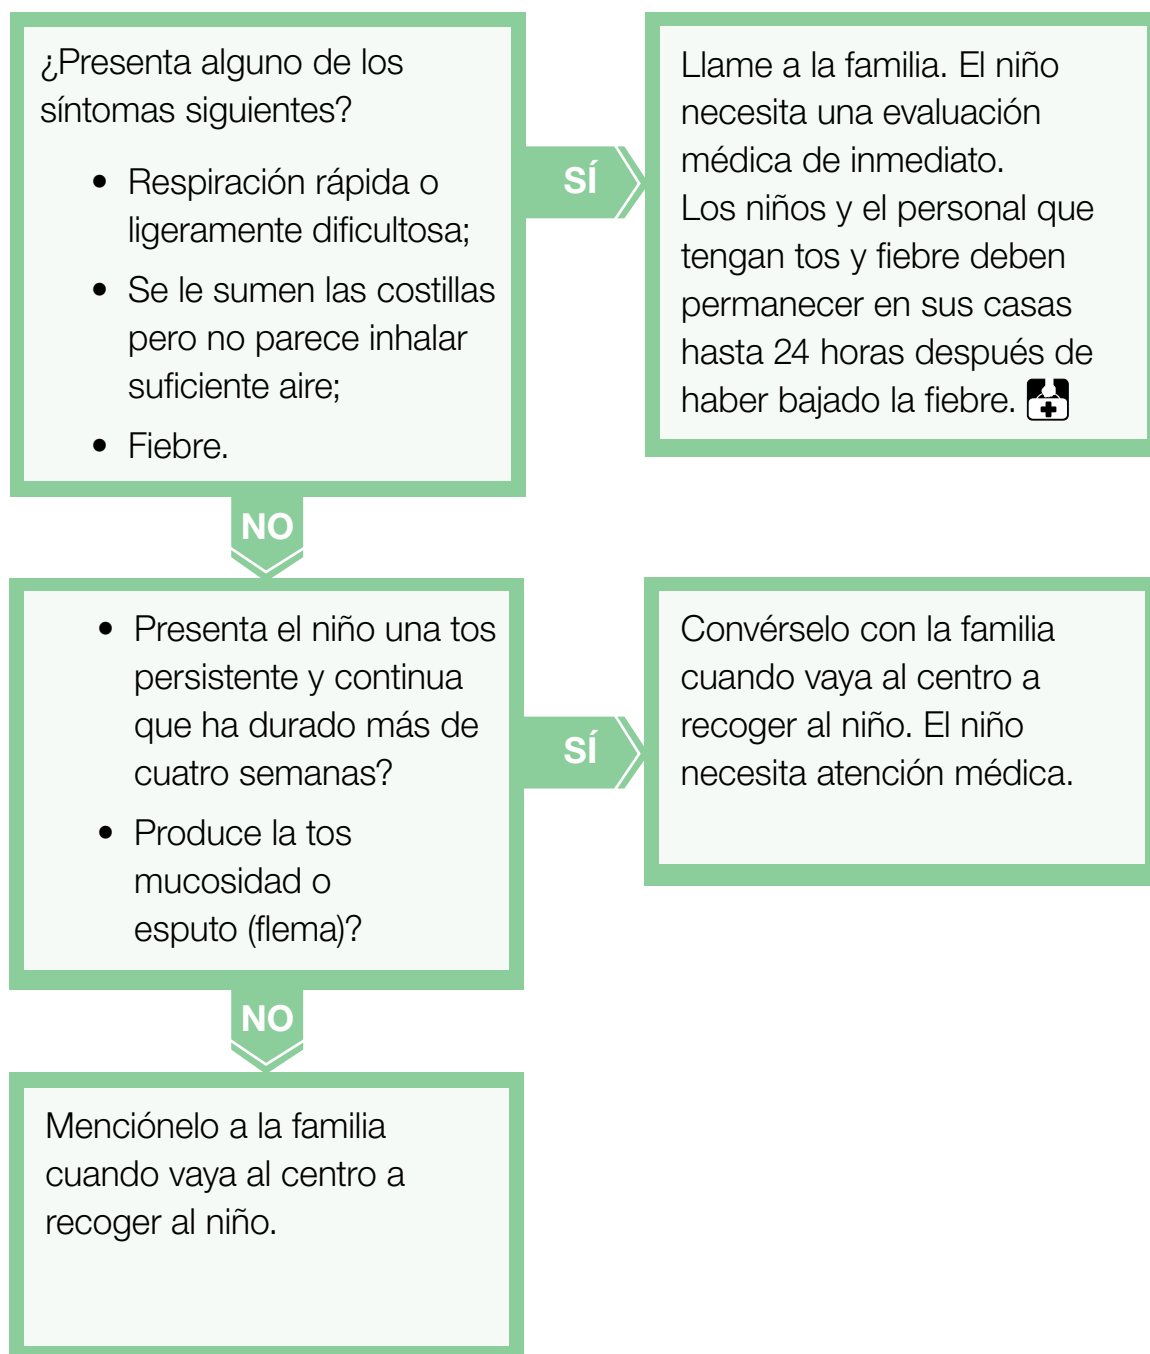 ¿Presenta alguno de los
síntomas siguientes?
• Respiración rápida o
ligeramente dificultosa;
• Se le sumen las costillas
pero no parece inhalar
suficiente aire;
• Fiebre.
SÍ
Llame a la familia. El niño
necesita una evaluación
médica de inmediato.
Los niños y el personal que
tengan tos y fiebre deben
permanecer en sus casas
hasta 24 horas después de
haber bajado la fiebre.
NO
• Presenta el niño una tos
persistente y continua
que ha durado más de
cuatro semanas?
• Produce la tos
mucosidad o
esputo (flema)?
SÍ
Convérselo con la familia
cuando vaya al centro a
recoger al niño. El niño
necesita atención médica.
NO
Menciónelo a la familia
cuando vaya al centro a
recoger al niño.